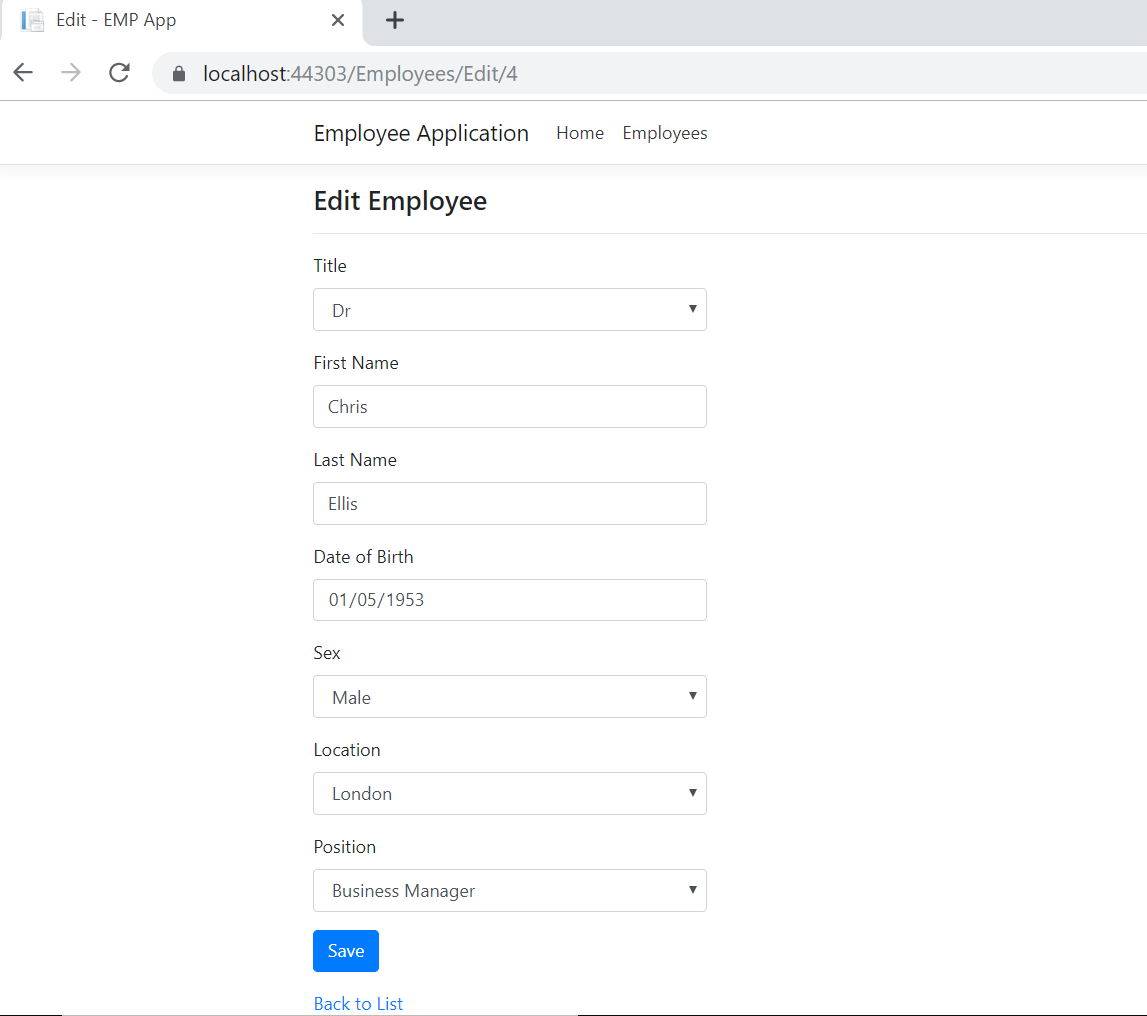 Edit - EMP App
localhost:44303/Employees/Edit/4
Employee Application Home Employees
Edit Employee
Title
Dr
First Name
Chris
Last Name
Ellis
Date of Birth
01/05/1953
Sex
Male
Location
London
Position
Business Manager
Save
Back to List